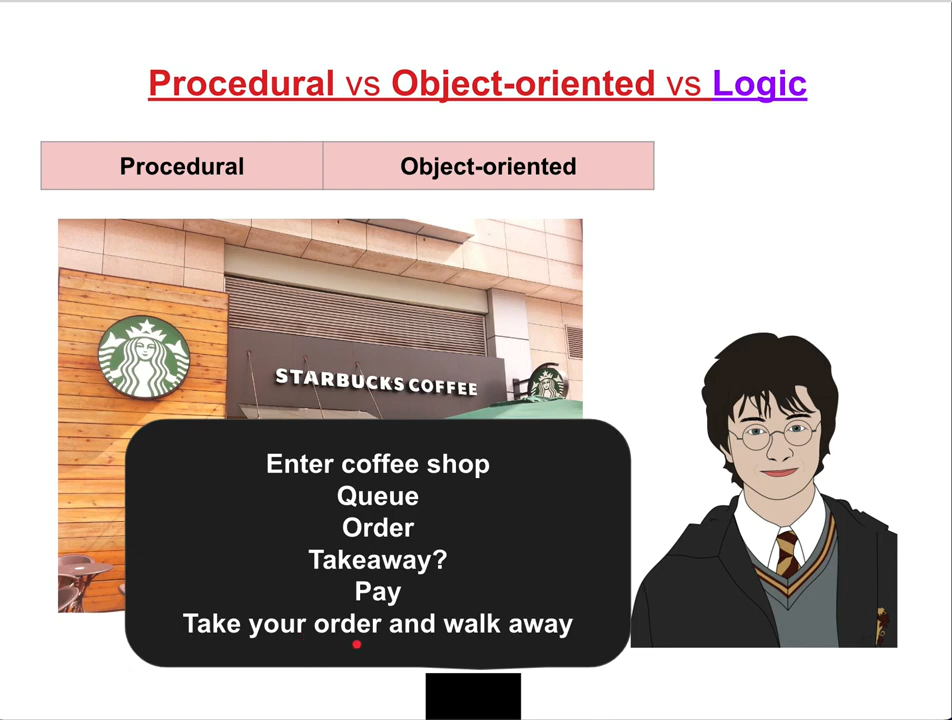 Procedural vs Object-oriented vs Logic
Procedural
Object-oriented
STARBUCKS COFFEE
Enter coffee shop
Queue
Order
Takeaway?
Pay
Take your order and walk away